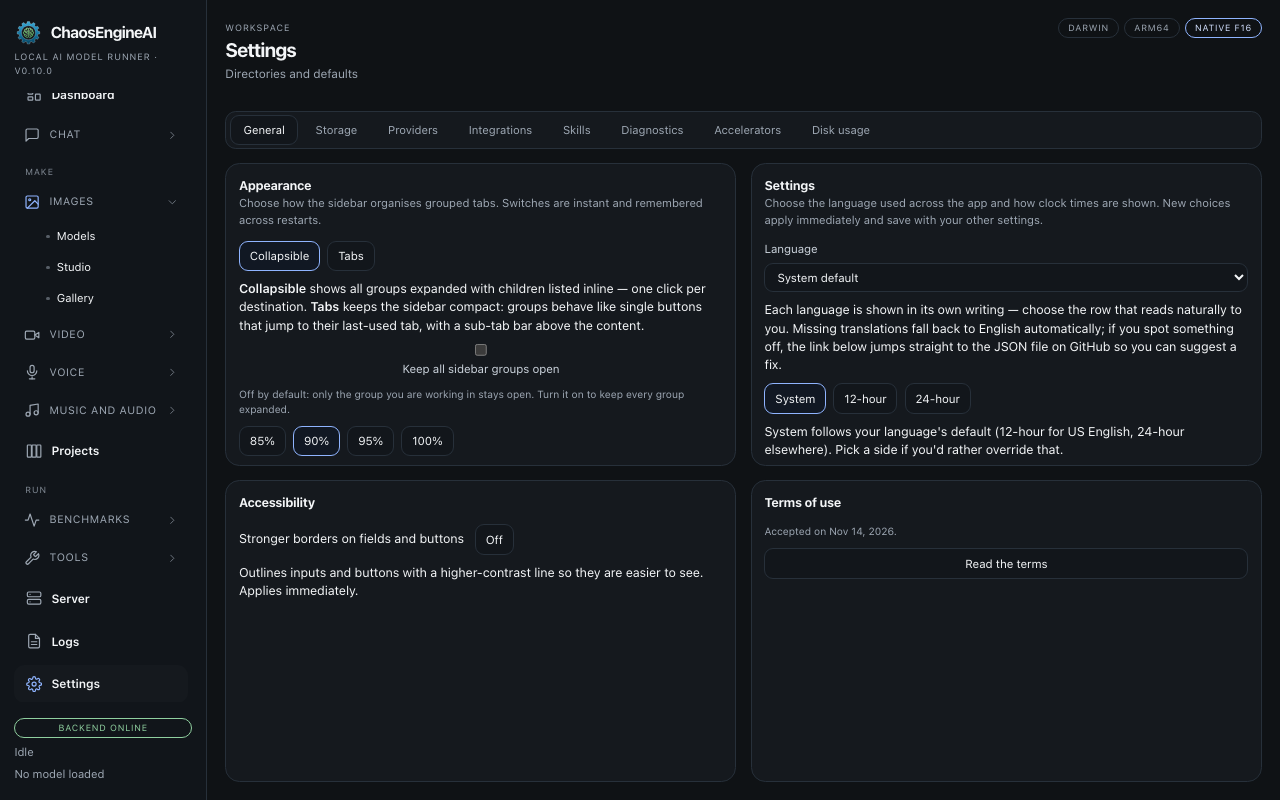 ChaosEngineAI
LOCAL AI MODEL RUNNER ·
V0.10.0
Dashboard
CHAT
MAKE
IMAGES
Models
Studio
Gallery
VIDEO
VOICE
MUSIC AND AUDIO
Projects
RUN
BENCHMARKS
TOOLS
Server
Logs
Settings
BACKEND ONLINE
Idle
No model loaded
WORKSPACE
Settings
Directories and defaults
DARWIN ARM64 NATIVE F16
General Storage Providers Integrations Skills Diagnostics Accelerators Disk usage
Appearance
Choose how the sidebar organises grouped tabs. Switches are instant and remembered
across restarts.
Collapsible Tabs
Collapsible shows all groups expanded with children listed inline — one click per
destination. Tabs keeps the sidebar compact: groups behave like single buttons
that jump to their last-used tab, with a sub-tab bar above the content.
Keep all sidebar groups open
Off by default: only the group you are working in stays open. Turn it on to keep every group
expanded.
85% 90% 95% 100%
Settings
Choose the language used across the app and how clock times are shown. New choices
apply immediately and save with your other settings.
Language
System default
Each language is shown in its own writing — choose the row that reads naturally to
you. Missing translations fall back to English automatically; if you spot something
off, the link below jumps straight to the JSON file on GitHub so you can suggest a
fix.
System 12-hour 24-hour
System follows your language's default (12-hour for US English, 24-hour
elsewhere). Pick a side if you'd rather override that.
Accessibility
Stronger borders on fields and buttons Off
Outlines inputs and buttons with a higher-contrast line so they are easier to see.
Applies immediately.
Terms of use
Accepted on Nov 14, 2026.
Read the terms